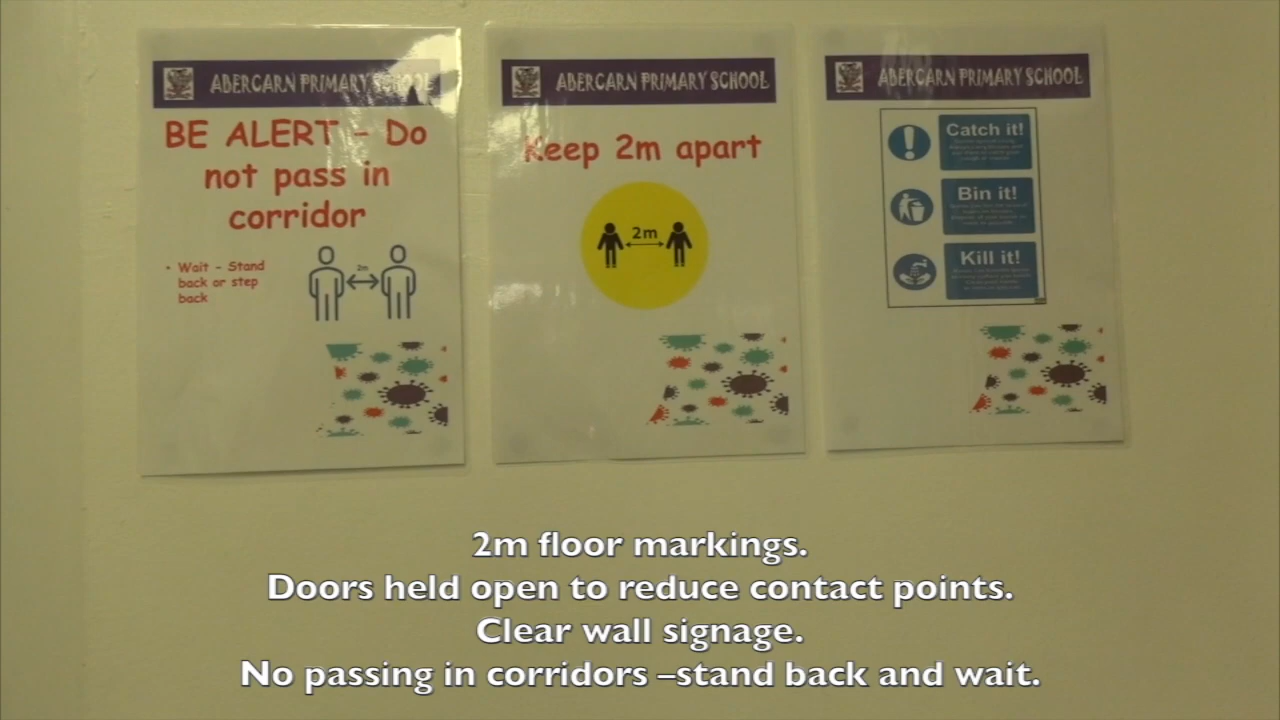 ABERCARN PRIMARY SCHOOL
BE ALERT - Do
not pass in
corridor
• Wait - Stand
back or step
back
2m
ABERCARN PRIMARY SCHOOL
Keep 2m apart
2m
ABERCARN PRIMARY SCHOOL
Catch it!
Bin it!
Kill it!
2m floor markings.
Doors held open to reduce contact points.
Clear wall signage.
No passing in corridors –stand back and wait.